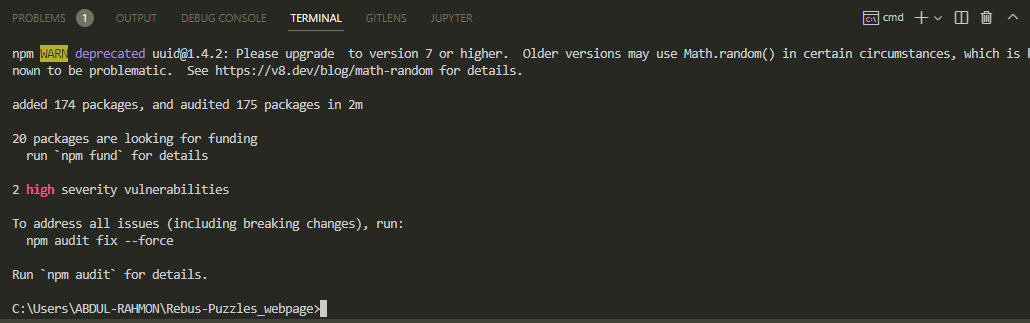 PROBLEMS 1 OUTPUT DEBUG CONSOLE TERMINAL GITLENS JUPYTER cmd
npm WARN deprecated uuid@1.4.2: Please upgrade  to version 7 or higher.  Older versions may use Math.random() in certain circumstances, which is k
nown to be problematic.  See https://v8.dev/blog/math-random for details.
added 174 packages, and audited 175 packages in 2m
20 packages are looking for funding
  run `npm fund` for details
2 high severity vulnerabilities
To address all issues (including breaking changes), run:
  npm audit fix --force
Run `npm audit` for details.
C:\Users\ABDUL-RAHMON\Rebus-Puzzles_webpage>